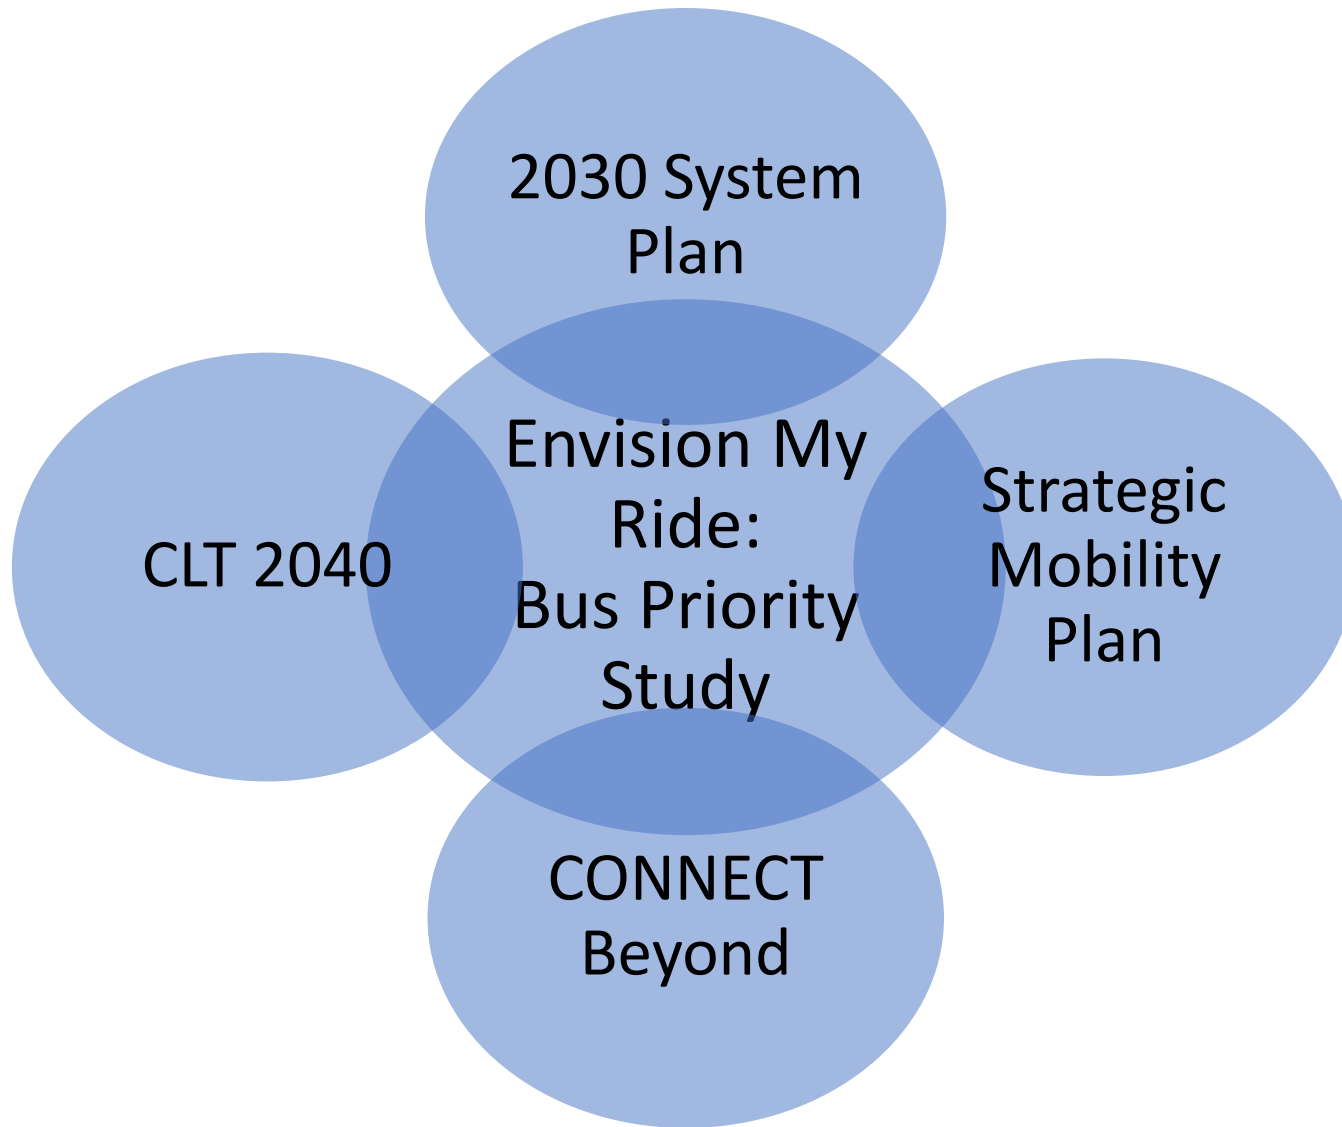 2030 System
Plan
CLT 2040
Envision My
Ride:
Bus Priority
Study
Strategic
Mobility
Plan
CONNECT
Beyond